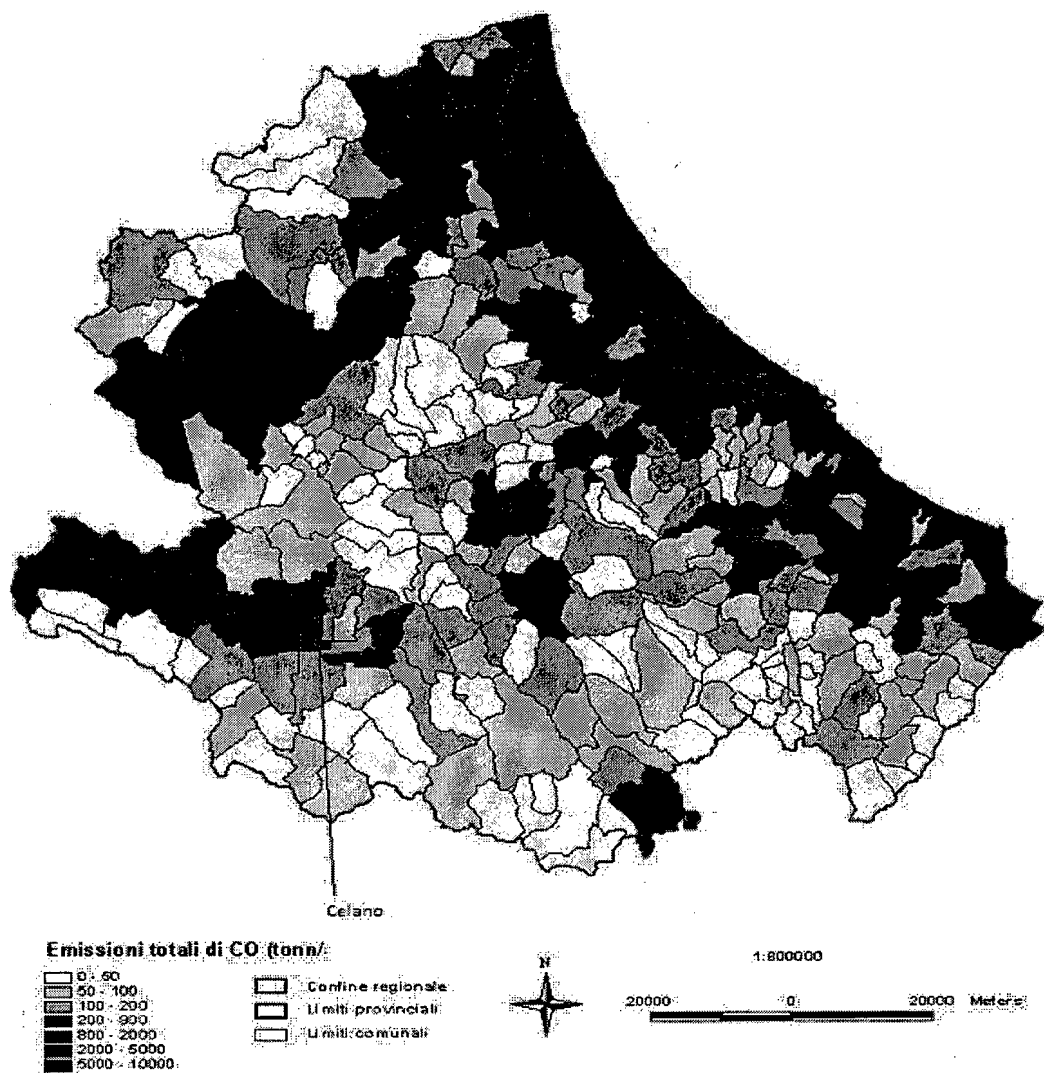 Celano
Emissioni totali di CO (tonn/
0 - 50
50 - 100
100 - 200
200 - 800
800 - 2000
2000 - 5000
5000 - 10000
Confine regionale
Limiti provinciali
Limiti comunali
N
1:800000
20000 0 20000 Meters